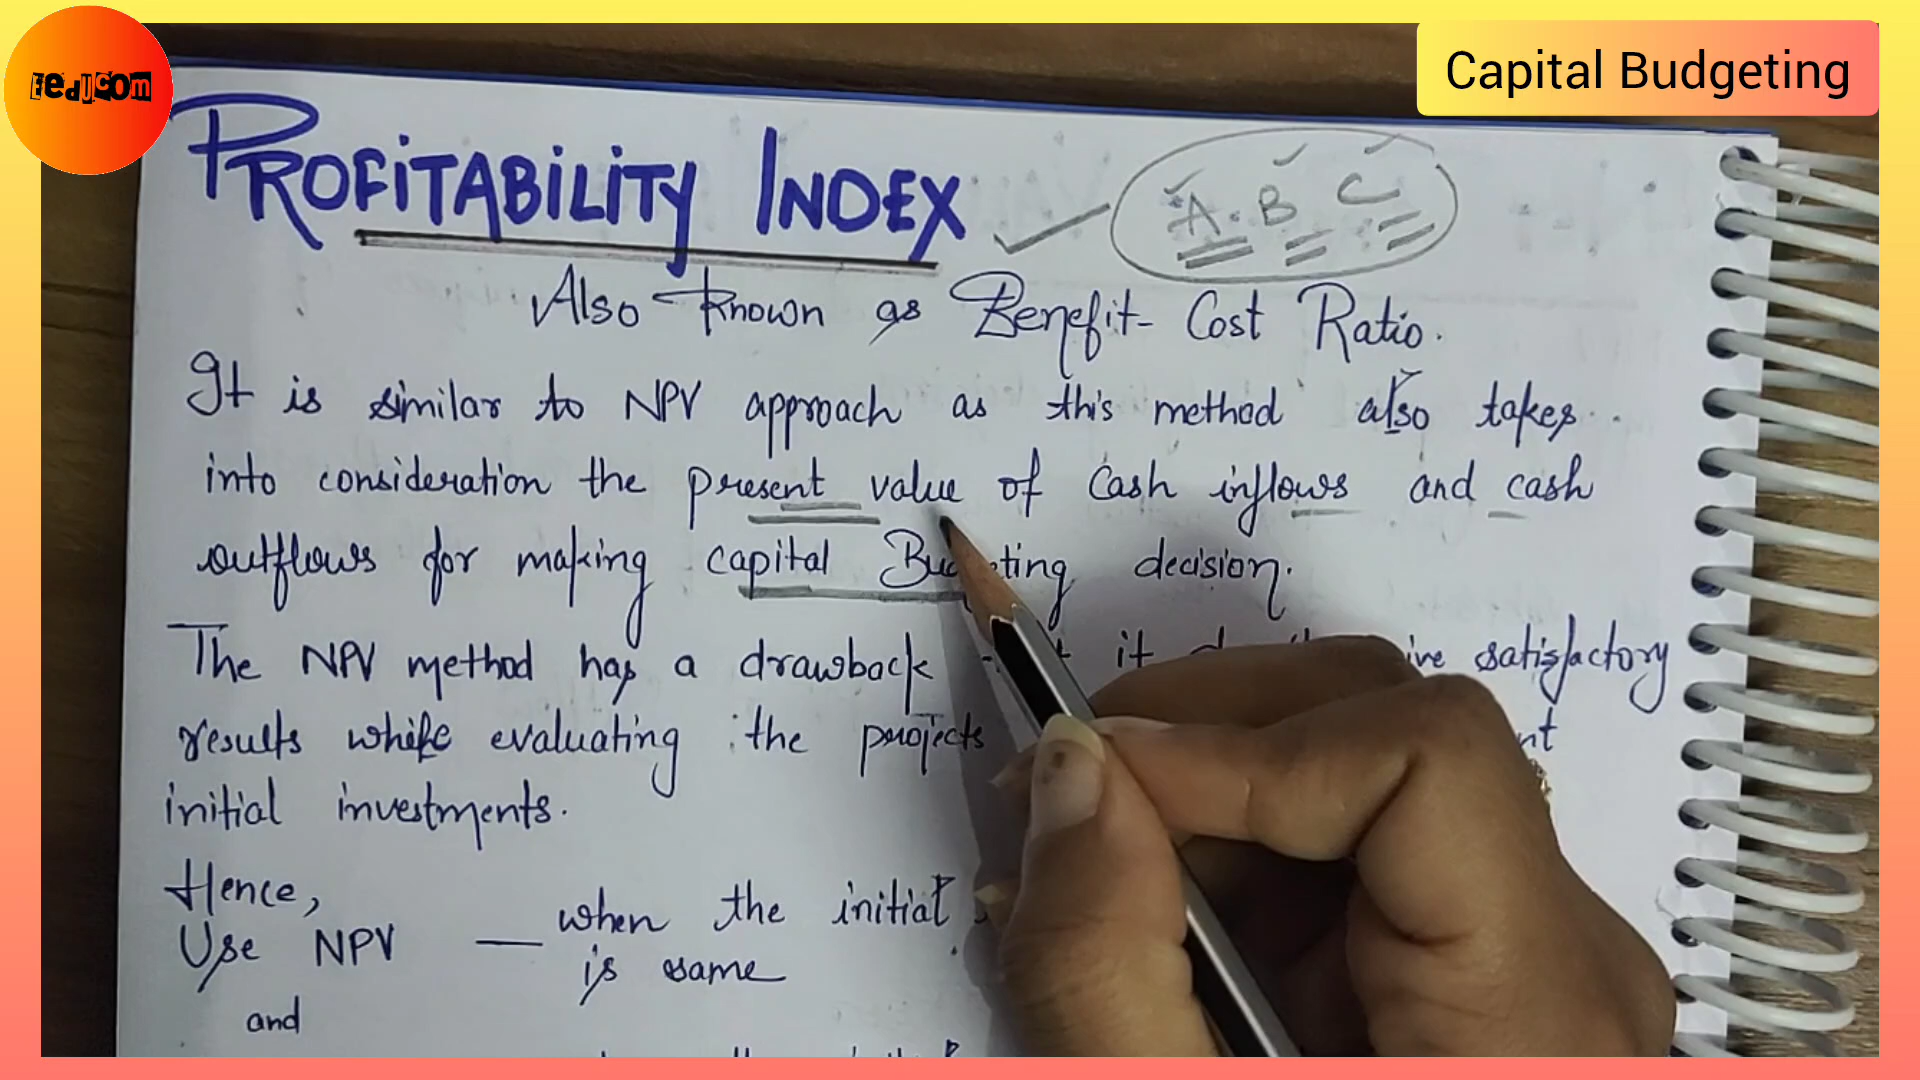 EedUcom
Capital Budgeting
PROFITABILITY INDEX
A. B C
Also known as Benefit- Cost Ratio.
It is similar to NPV approach as this method also takes
into consideration the present value of cash inflows and cash
outflows for making capital Budgeting decision.
The NPV method has a drawback it satisfactory
results while evaluating the projects
initial investments.
Hence,
Use NPV — when the initial
is same
and